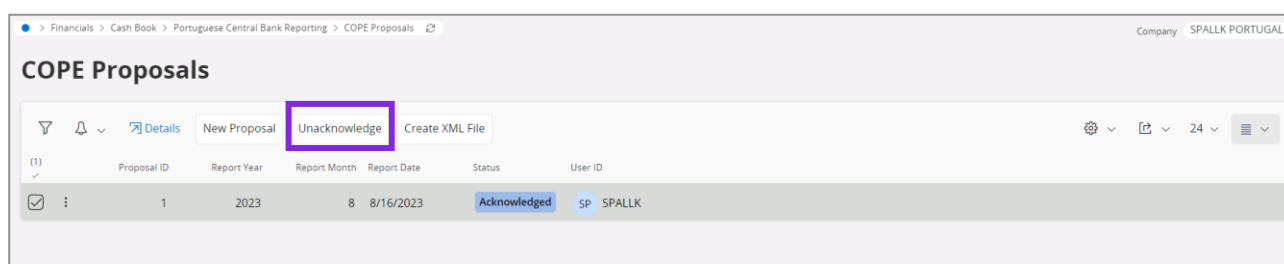 > Financials > Cash Book > Portuguese Central Bank Reporting > COPE Proposals
Company SPALLK PORTUGAL
COPE Proposals
Details New Proposal Unacknowledge Create XML File 24
(1) Proposal ID Report Year Report Month Report Date Status User ID
1 2023 8 8/16/2023 Acknowledged SP SPALLK